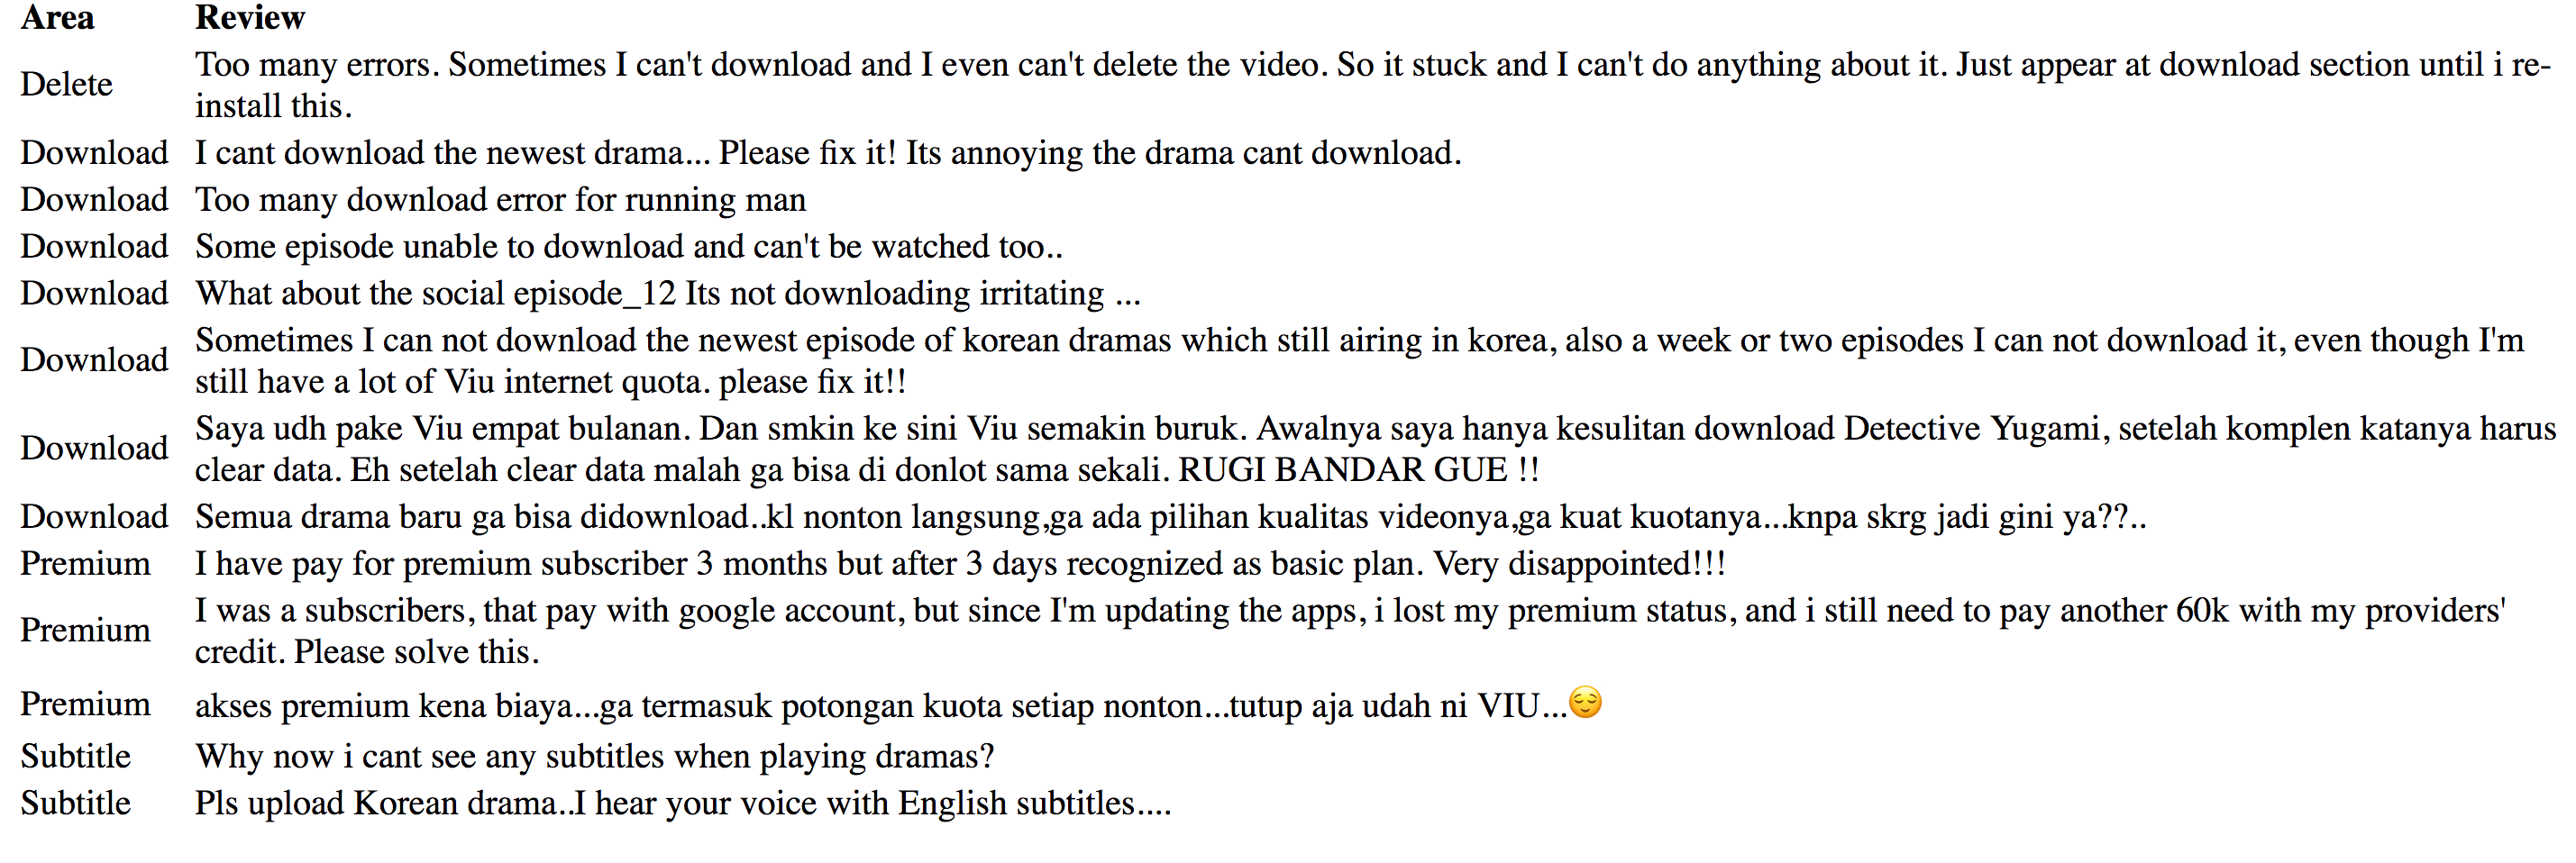 Area Review
Delete Too many errors. Sometimes I can't download and I even can't delete the video. So it stuck and I can't do anything about it. Just appear at download section until i re-
install this.
Download I cant download the newest drama... Please fix it! Its annoying the drama cant download.
Download Too many download error for running man
Download Some episode unable to download and can't be watched too..
Download What about the social episode_12 Its not downloading irritating ...
Download Sometimes I can not download the newest episode of korean dramas which still airing in korea, also a week or two episodes I can not download it, even though I'm
still have a lot of Viu internet quota. please fix it!!
Download Saya udh pake Viu empat bulanan. Dan smkin ke sini Viu semakin buruk. Awalnya saya hanya kesulitan download Detective Yugami, setelah komplen katanya harus
clear data. Eh setelah clear data malah ga bisa di donlot sama sekali. RUGI BANDAR GUE !!
Download Semua drama baru ga bisa didownload..kl nonton langsung,ga ada pilihan kualitas videonya,ga kuat kuotanya...knpa skrg jadi gini ya??..
Premium I have pay for premium subscriber 3 months but after 3 days recognized as basic plan. Very disappointed!!!
Premium I was a subscribers, that pay with google account, but since I'm updating the apps, i lost my premium status, and i still need to pay another 60k with my providers'
credit. Please solve this.
Premium akses premium kena biaya...ga termasuk potongan kuota setiap nonton...tutup aja udah ni VIU...😌
Subtitle Why now i cant see any subtitles when playing dramas?
Subtitle Pls upload Korean drama..I hear your voice with English subtitles....